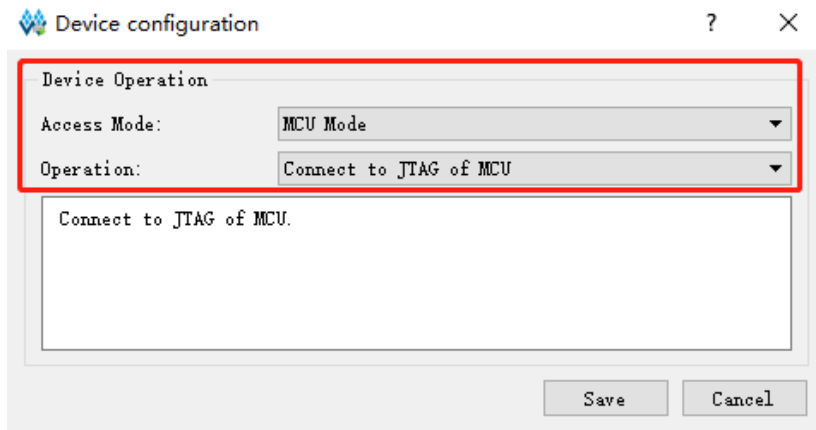 Device configuration ?
Device Operation
Access Mode: MCU Mode
Operation: Connect to JTAG of MCU
Connect to JTAG of MCU.
Save Cancel